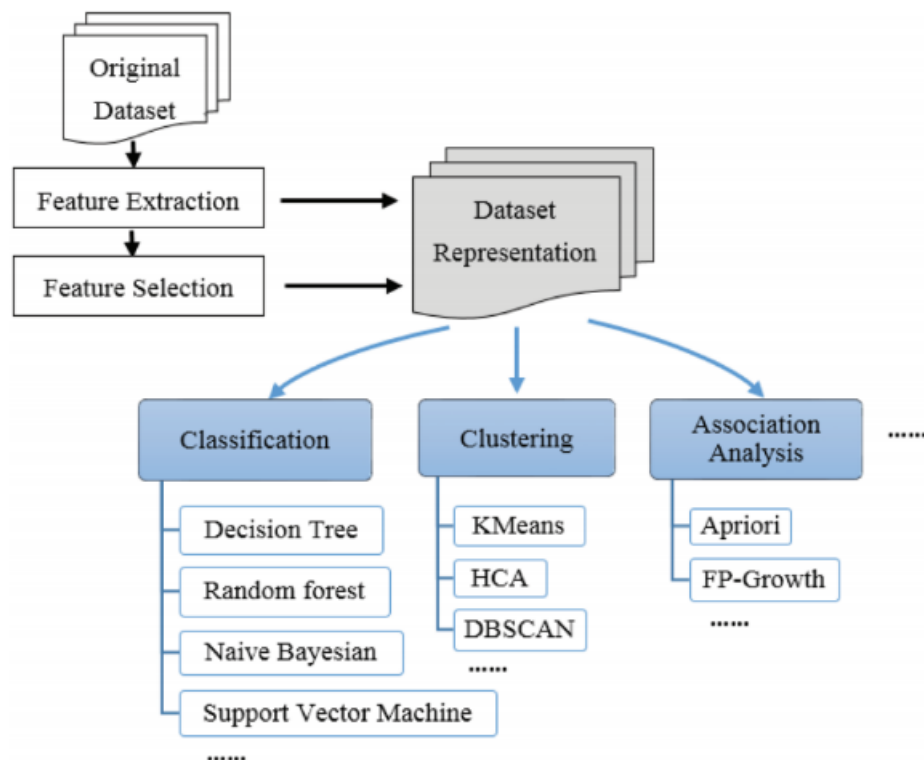 Original
Dataset
Feature Extraction
Feature Selection
Dataset
Representation
Classification
Decision Tree
Random forest
Naive Bayesian
Support Vector Machine
......
Clustering
KMeans
HCA
DBSCAN
......
Association
Analysis
Apriori
FP-Growth
......
......